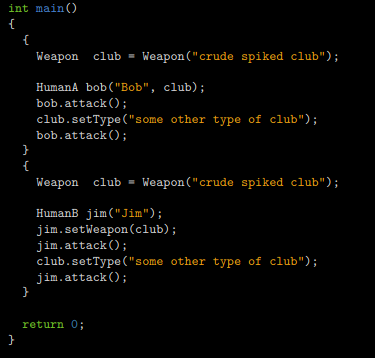 int main()
{
  {
    Weapon  club = Weapon("crude spiked club");

    HumanA bob("Bob", club);
    bob.attack();
    club.setType("some other type of club");
    bob.attack();
  }
  {
    Weapon  club = Weapon("crude spiked club");

    HumanB jim("Jim");
    jim.setWeapon(club);
    jim.attack();
    club.setType("some other type of club");
    jim.attack();
  }

  return 0;
}